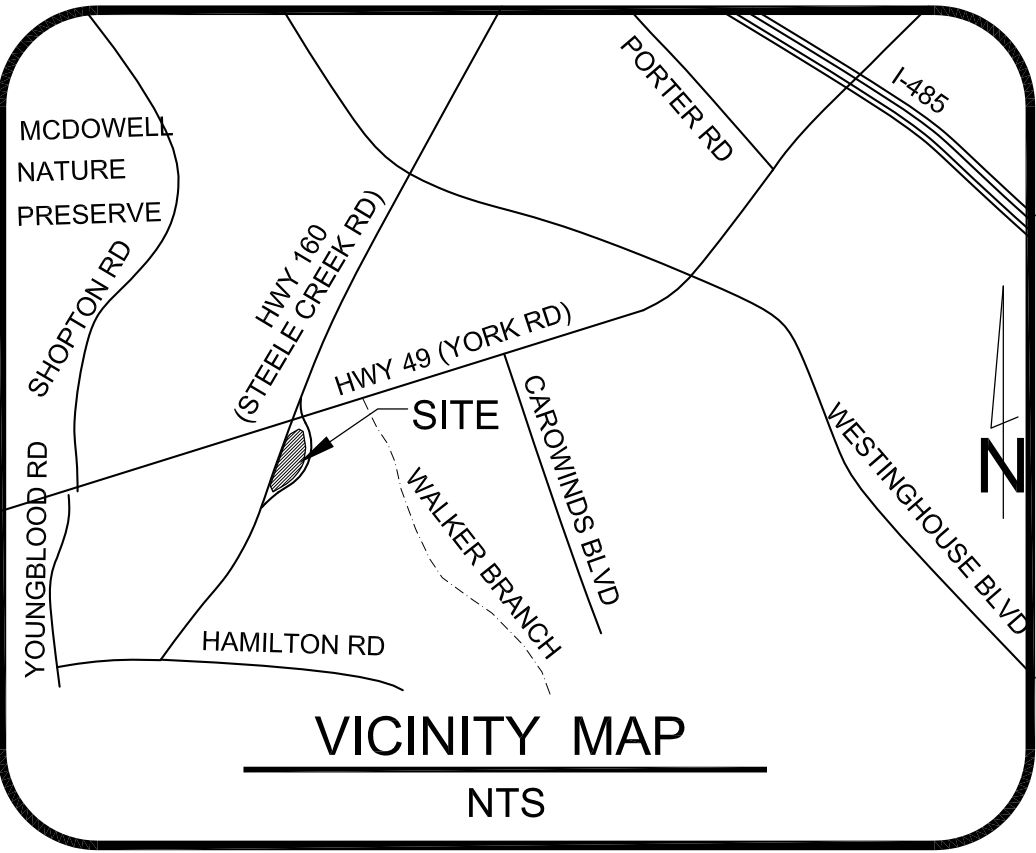 MCDOWELL
NATURE
PRESERVE
SHOPTON RD
HWY 160
(STEELE CREEK RD)
PORTER RD
I-485
HWY 49 (YORK RD)
SITE
CAROWINDS BLVD
WALKER BRANCH
WESTINGHOUSE BLVD
N
YOUNGBLOOD RD
HAMILTON RD
VICINITY MAP
NTS